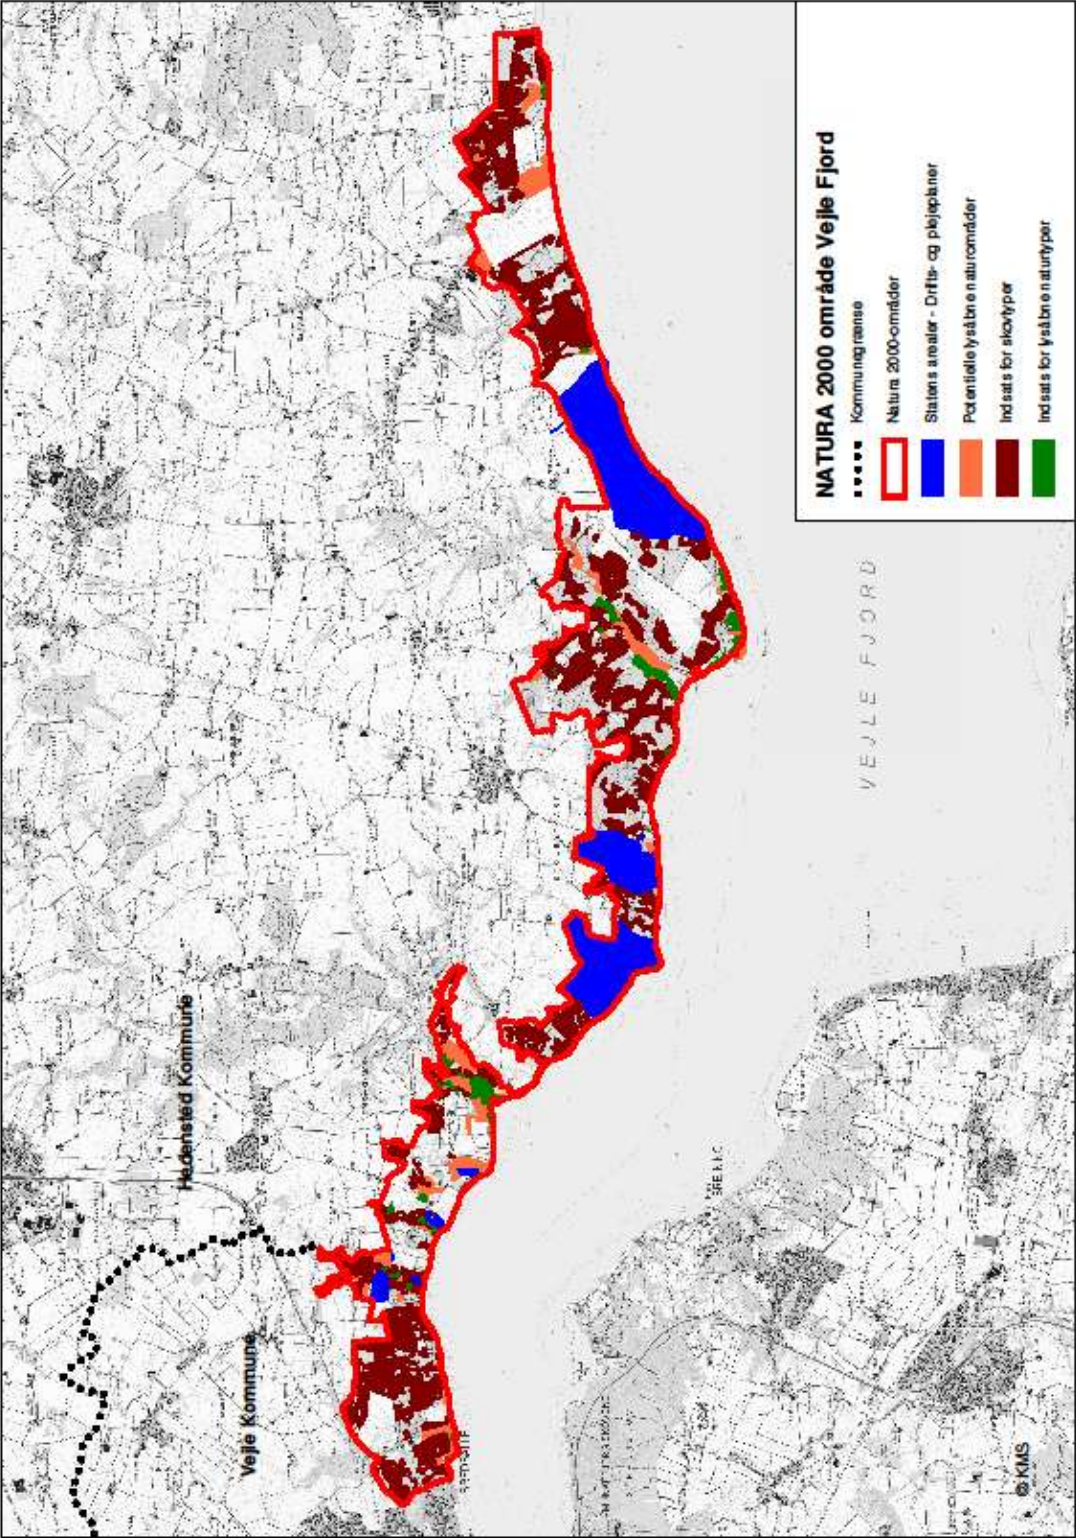 Hedensted Kommune
Vejle Kommune
VEJLE FJORD
NATURA 2000 område Vejle Fjord
Kommunegrænse
Natura 2000-områder
Statens arealer - Drifts- og plejeplaner
Potentielle lysåbne naturområder
Indsats for skovtyper
Indsats for lysåbne naturtyper
© KMS